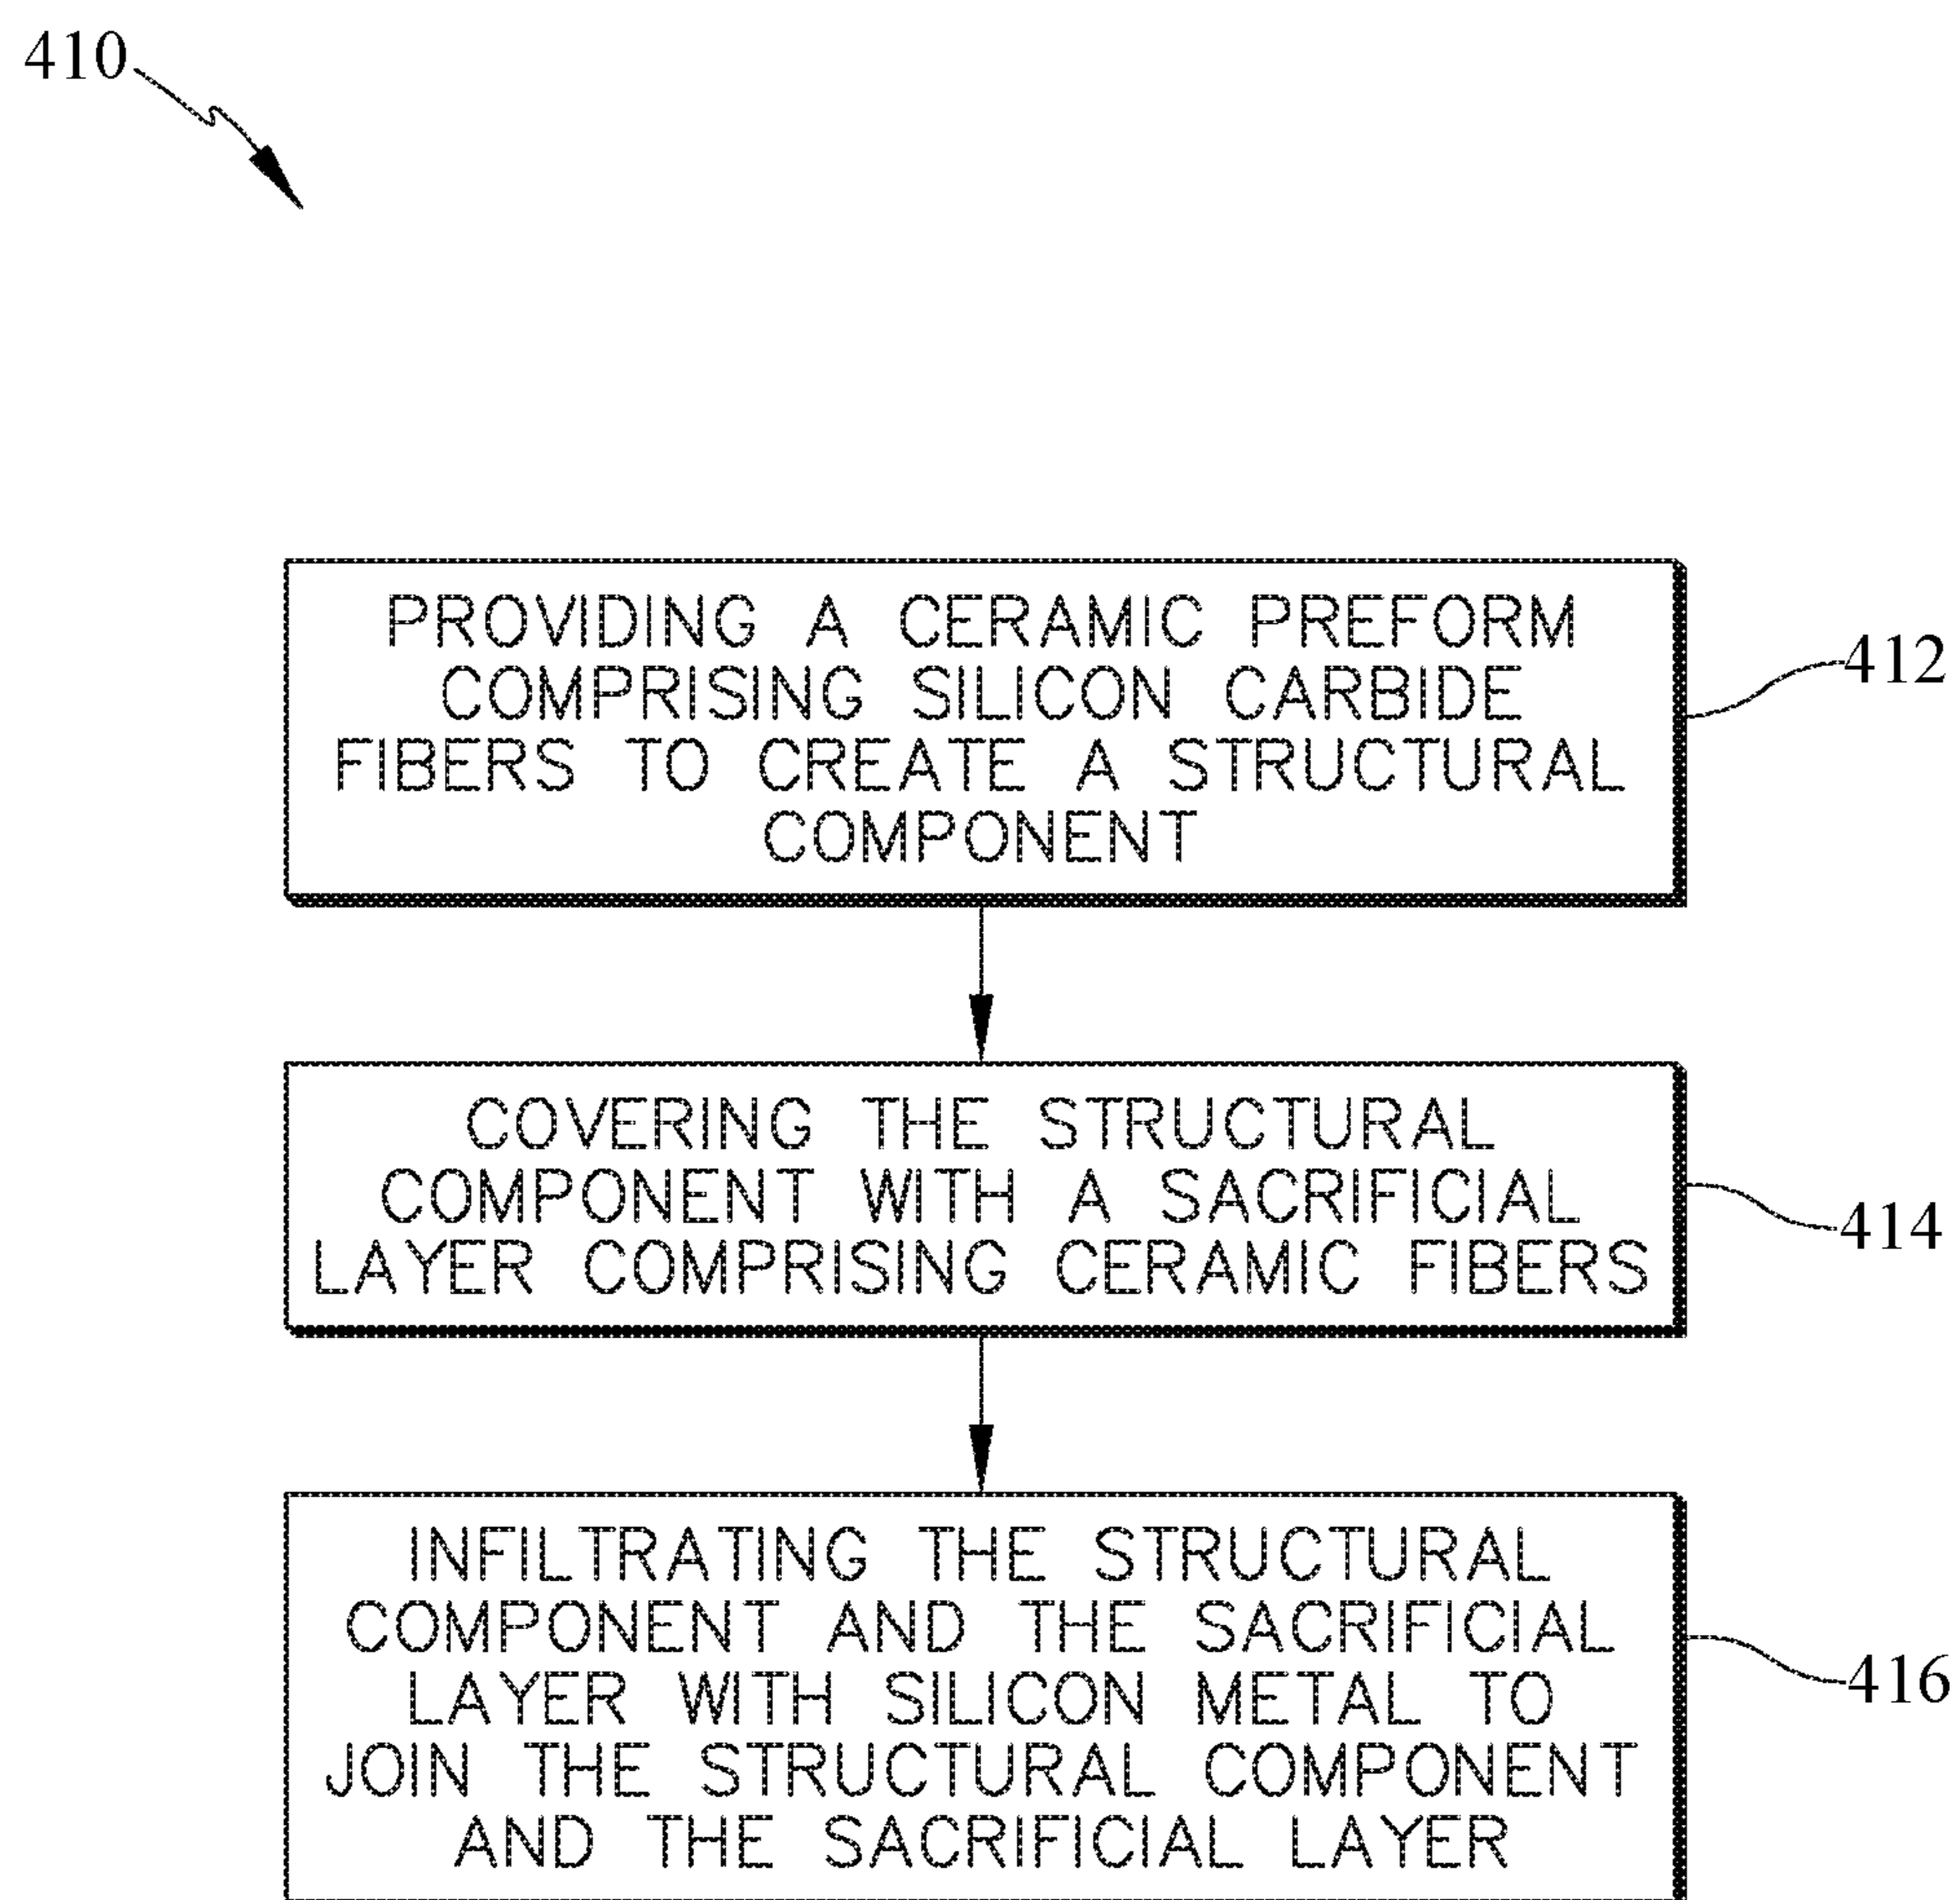 410
PROVIDING A CERAMIC PREFORM
COMPRISING SILICON CARBIDE
FIBERS TO CREATE A STRUCTURAL
COMPONENT
412
COVERING THE STRUCTURAL
COMPONENT WITH A SACRIFICIAL
LAYER COMPRISING CERAMIC FIBERS
414
INFILTRATING THE STRUCTURAL
COMPONENT AND THE SACRIFICIAL
LAYER WITH SILICON METAL TO
JOIN THE STRUCTURAL COMPONENT
AND THE SACRIFICIAL LAYER
416